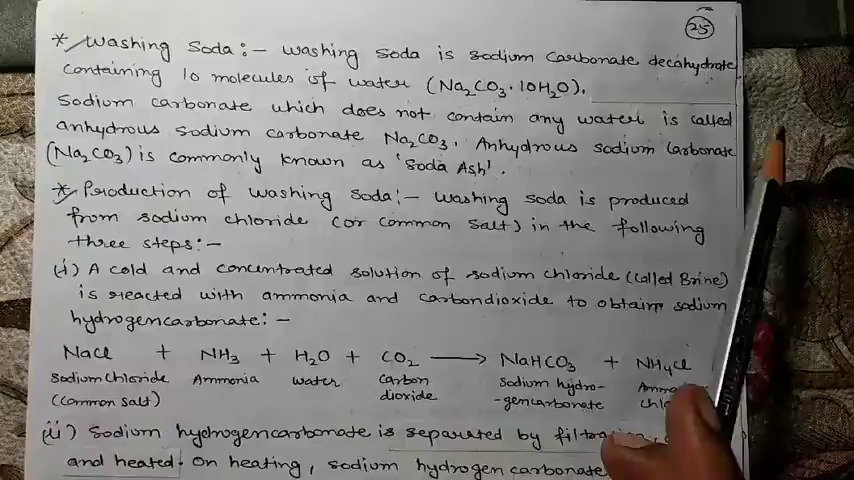 25
* Washing Soda:- Washing soda is sodium carbonate decahydrate
containing 10 molecules of water (Na₂CO₃.10H₂O).
Sodium carbonate which does not contain any water is called
anhydrous sodium carbonate Na₂CO₃. Anhydrous sodium carbonate
(Na₂CO₃) is commonly known as 'Soda Ash'.
* Production of washing soda:- washing soda is produced
from sodium chloride (or common salt) in the following
three steps:-
(i) A cold and concentrated solution of sodium chloride (called Brine)
is reacted with ammonia and carbondioxide to obtain sodium
hydrogencarbonate:-
NaCl + NH₃ + H₂O + CO₂ → NaHCO₃ + NH₄Cl
Sodium chloride Ammonia water carbon Sodium hydro-
(common salt) dioxide -gencarbonate
(ii) Sodium hydrogencarbonate is separated by
and heated. On heating, sodium hydrogencarbonate